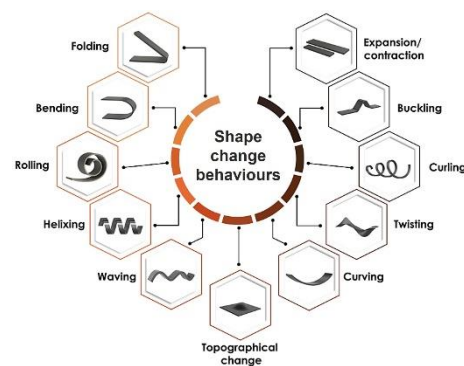 Folding
Expansion/
contraction
Bending
Buckling
Shape
change
behaviours
Rolling
Curling
Helixing
Twisting
Waving
Curving
Topographical
change